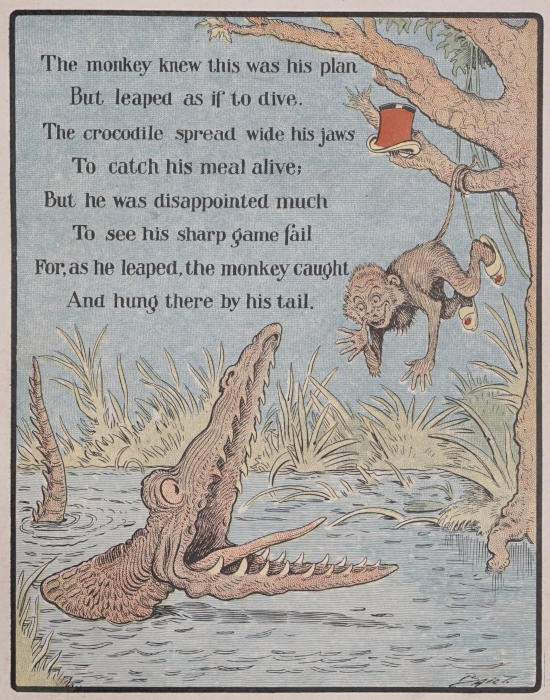 The monkey knew this was his plan
But leaped as if to dive.
The crocodile spread wide his jaws
To catch his meal alive;
But he was disappointed much
To see his sharp game fail
For, as he leaped, the monkey caught
And hung there by his tail.